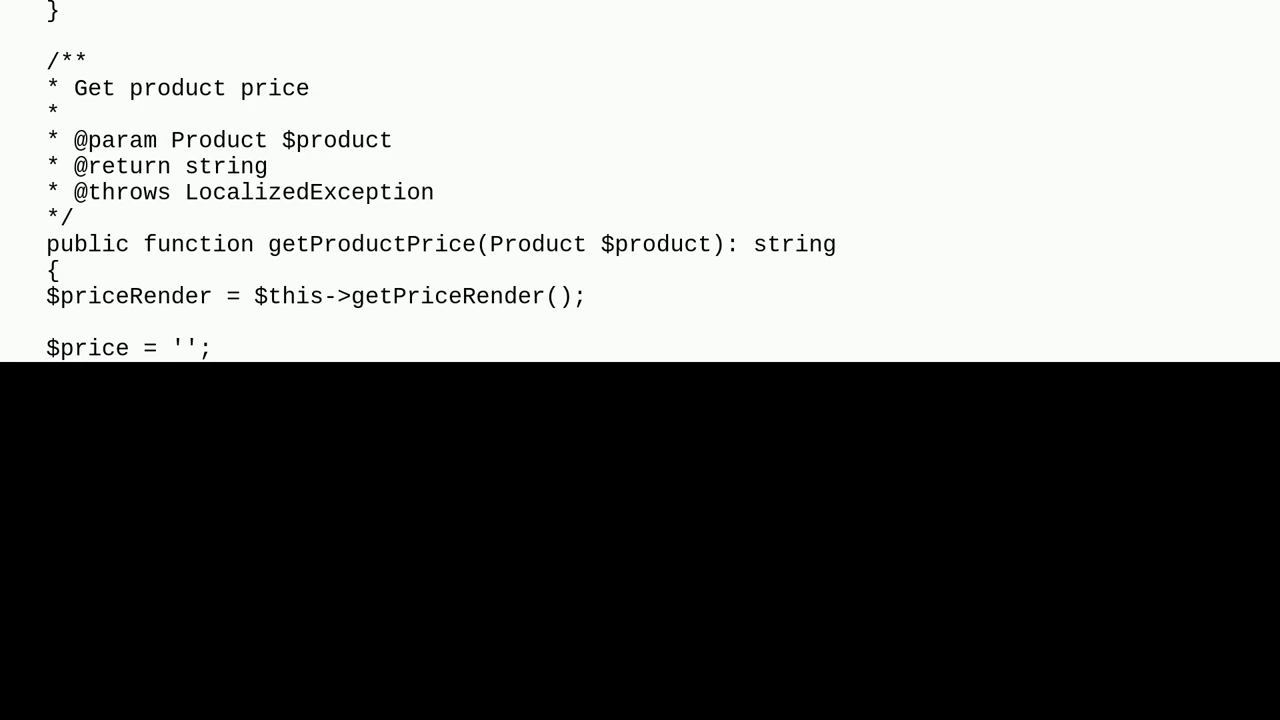 }
/**
* Get product price
*
* @param Product $product
* @return string
* @throws LocalizedException
*/
public function getProductPrice(Product $product): string
{
$priceRender = $this->getPriceRender();
$price = '';